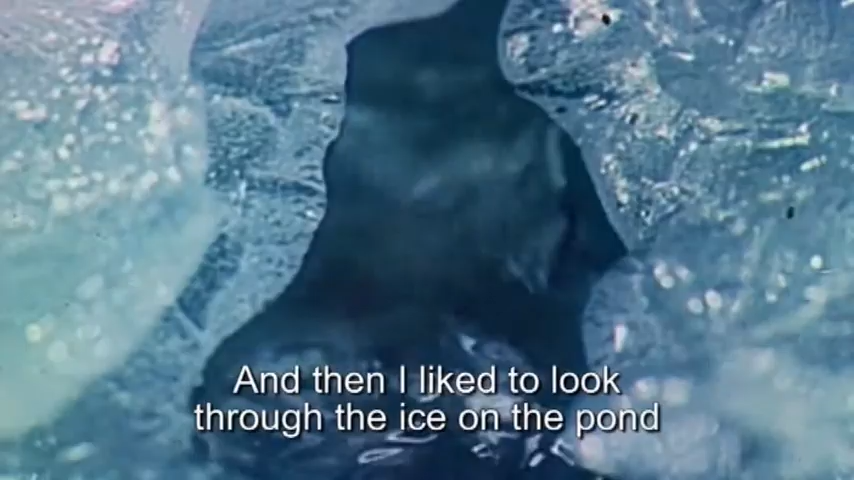 And then I liked to look
through the ice on the pond